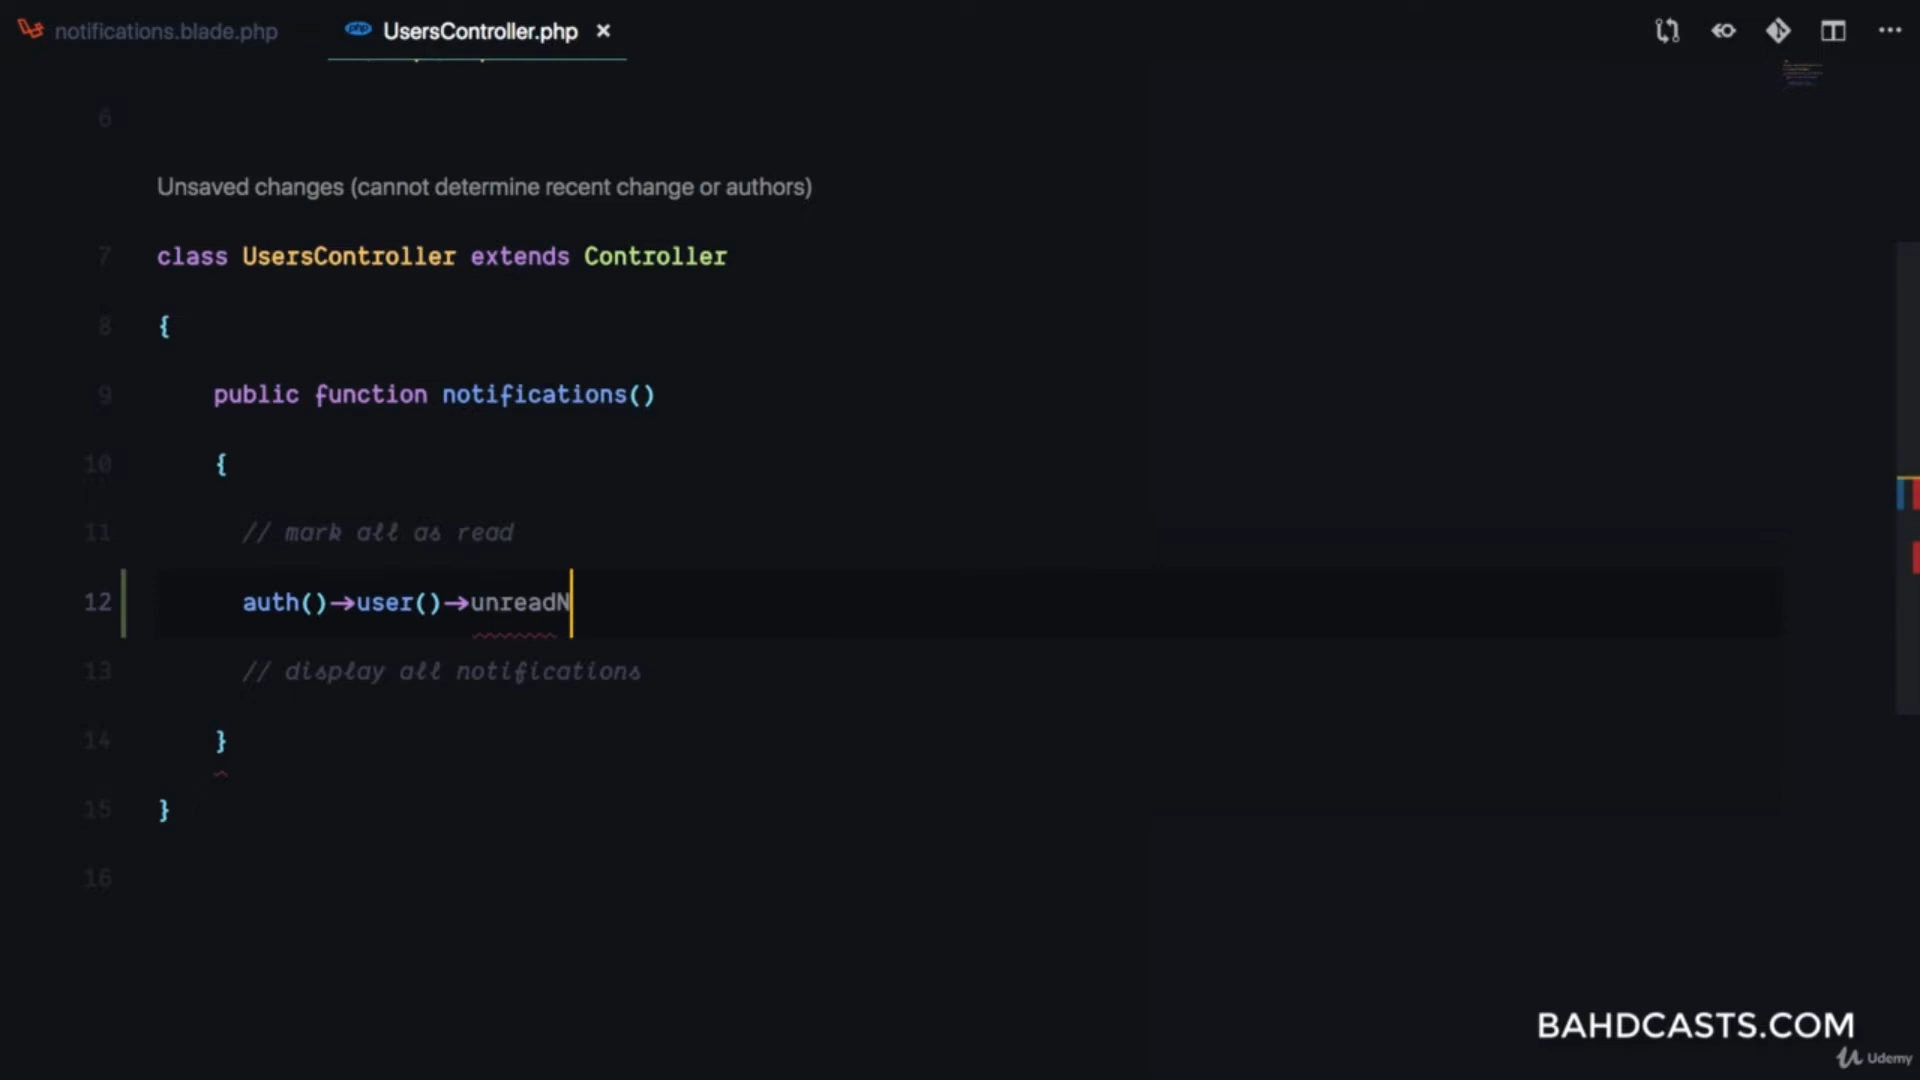 notifications.blade.php
UsersController.php
6
Unsaved changes (cannot determine recent change or authors)
7 class UsersController extends Controller
8 {
9 public function notifications()
10 {
11 // mark all as read
12 auth()->user()->unreadN
13 // display all notifications
14 }
15 }
16
BAHDCASTS.COM
Udemy